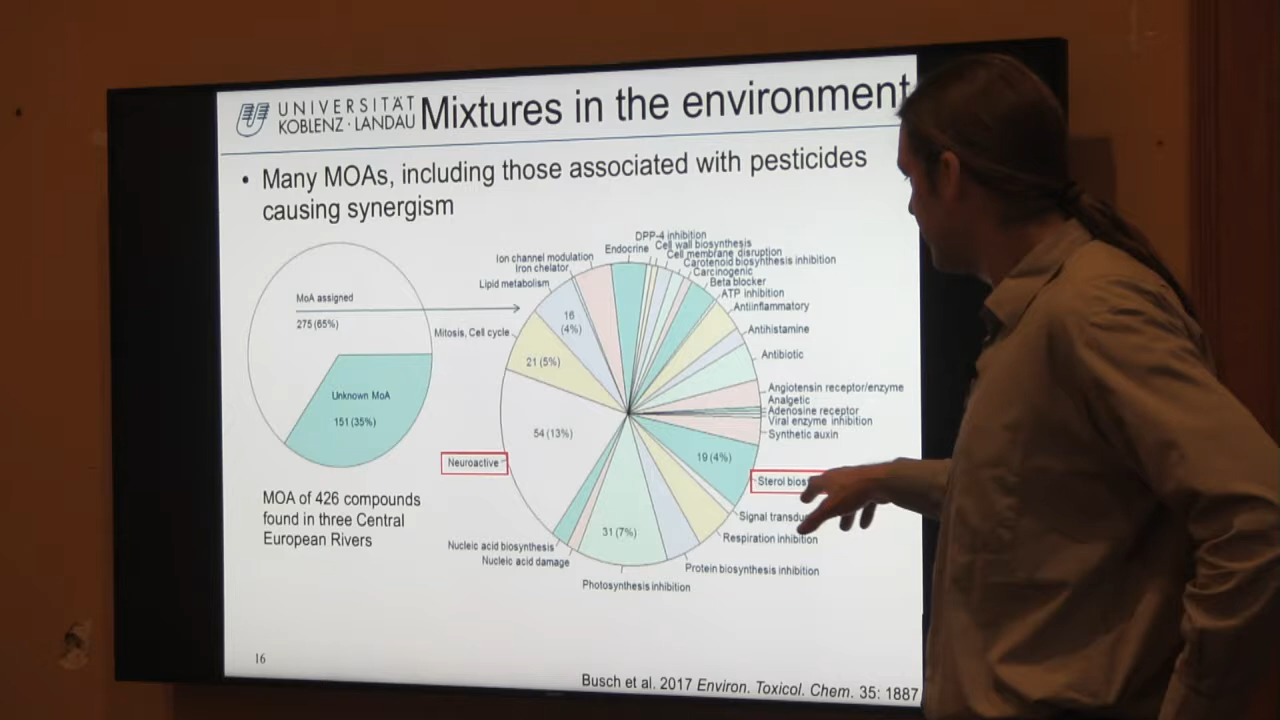 UNIVERSITÄT
KOBLENZ · LANDAU
Mixtures in the environment
• Many MOAs, including those associated with pesticides
causing synergism
MoA assigned
275 (65%)
Unknown MoA
151 (35%)
MOA of 426 compounds
found in three Central
European Rivers
DPP-4 inhibition
Endocrine
Cell wall biosynthesis
Cell membrane disruption
Carotenoid biosynthesis inhibition
Carcinogenic
Beta blocker
ATP inhibition
Antiinflammatory
Antihistamine
Antibiotic
Angiotensin receptor/enzyme
Analgetic
Adenosine receptor
Viral enzyme inhibition
Synthetic auxin
19 (4%)
Sterol
Signal
Respiration inhibition
Protein biosynthesis inhibition
Photosynthesis inhibition
31 (7%)
Nucleic acid damage
Nucleic acid biosynthesis
Neuroactive
54 (13%)
Mitosis, Cell cycle
21 (5%)
Lipid metabolism
16
(4%)
Iron chelator
Ion channel modulation
16
Busch et al. 2017 Environ. Toxicol. Chem. 35: 1887